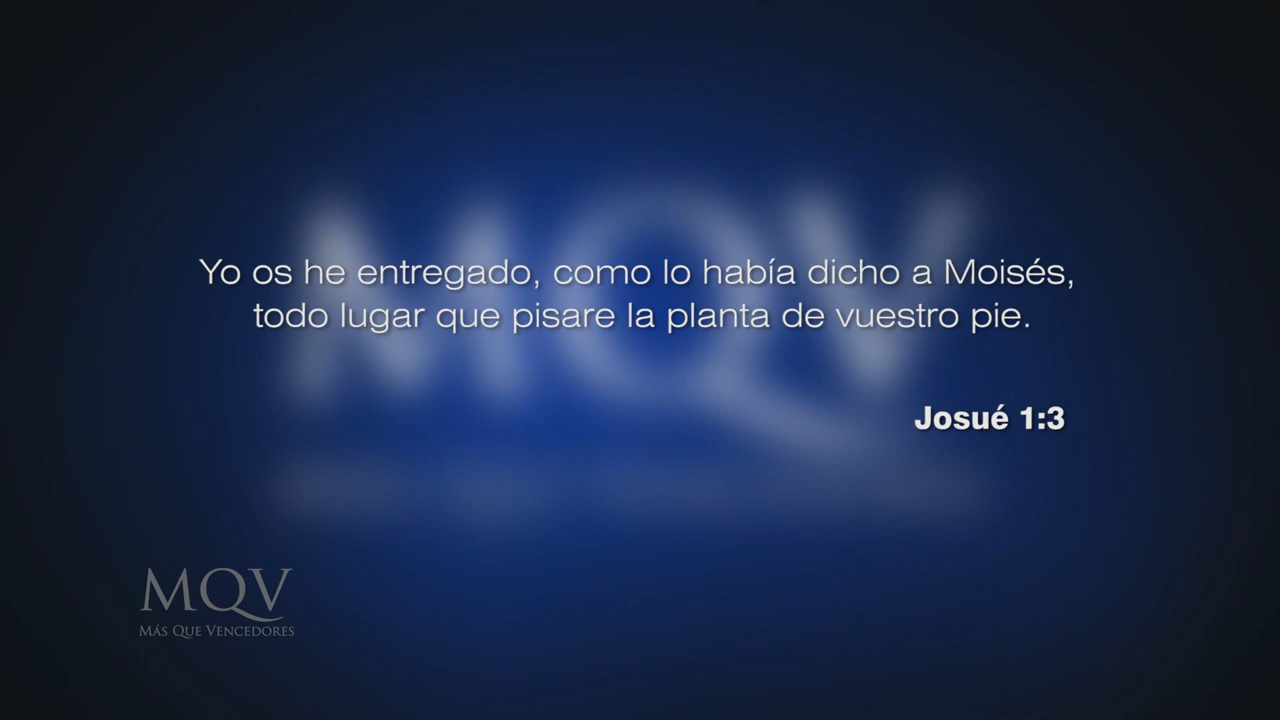 Yo os he entregado, como lo había dicho a Moisés,
todo lugar que pisare la planta de vuestro pie.
Josué 1:3
MQV
MÁS QUE VENCEDORES